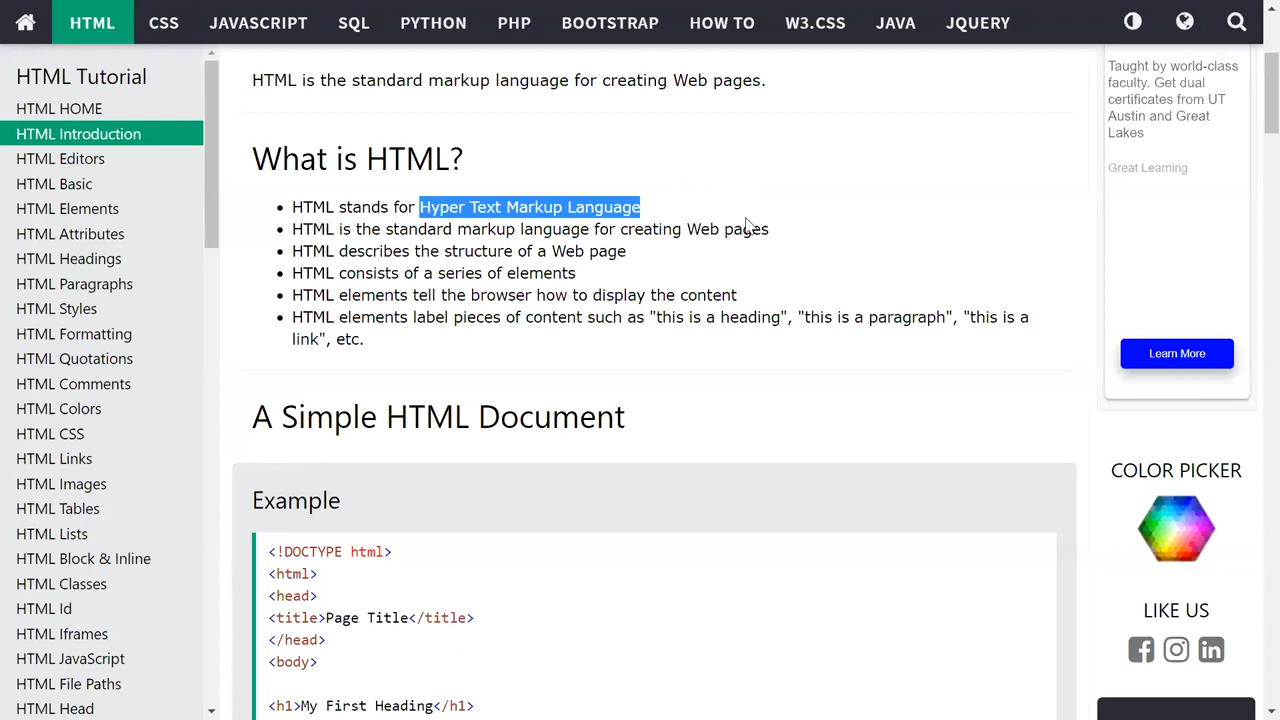 HTML CSS JAVASCRIPT SQL PYTHON PHP BOOTSTRAP HOW TO W3.CSS JAVA JQUERY
HTML Tutorial
HTML HOME
HTML Introduction
HTML Editors
HTML Basic
HTML Elements
HTML Attributes
HTML Headings
HTML Paragraphs
HTML Styles
HTML Formatting
HTML Quotations
HTML Comments
HTML Colors
HTML CSS
HTML Links
HTML Images
HTML Tables
HTML Lists
HTML Block & Inline
HTML Classes
HTML Id
HTML Iframes
HTML JavaScript
HTML File Paths
HTML Head
HTML is the standard markup language for creating Web pages.
What is HTML?
HTML stands for Hyper Text Markup Language
HTML is the standard markup language for creating Web pages
HTML describes the structure of a Web page
HTML consists of a series of elements
HTML elements tell the browser how to display the content
HTML elements label pieces of content such as "this is a heading", "this is a paragraph", "this is a
link", etc.
A Simple HTML Document
Example
<!DOCTYPE html>
<html>
<head>
<title>Page Title</title>
</head>
<body>
<h1>My First Heading</h1>
Taught by world-class
faculty. Get dual
certificates from UT
Austin and Great
Lakes
Great Learning
Learn More
COLOR PICKER
LIKE US